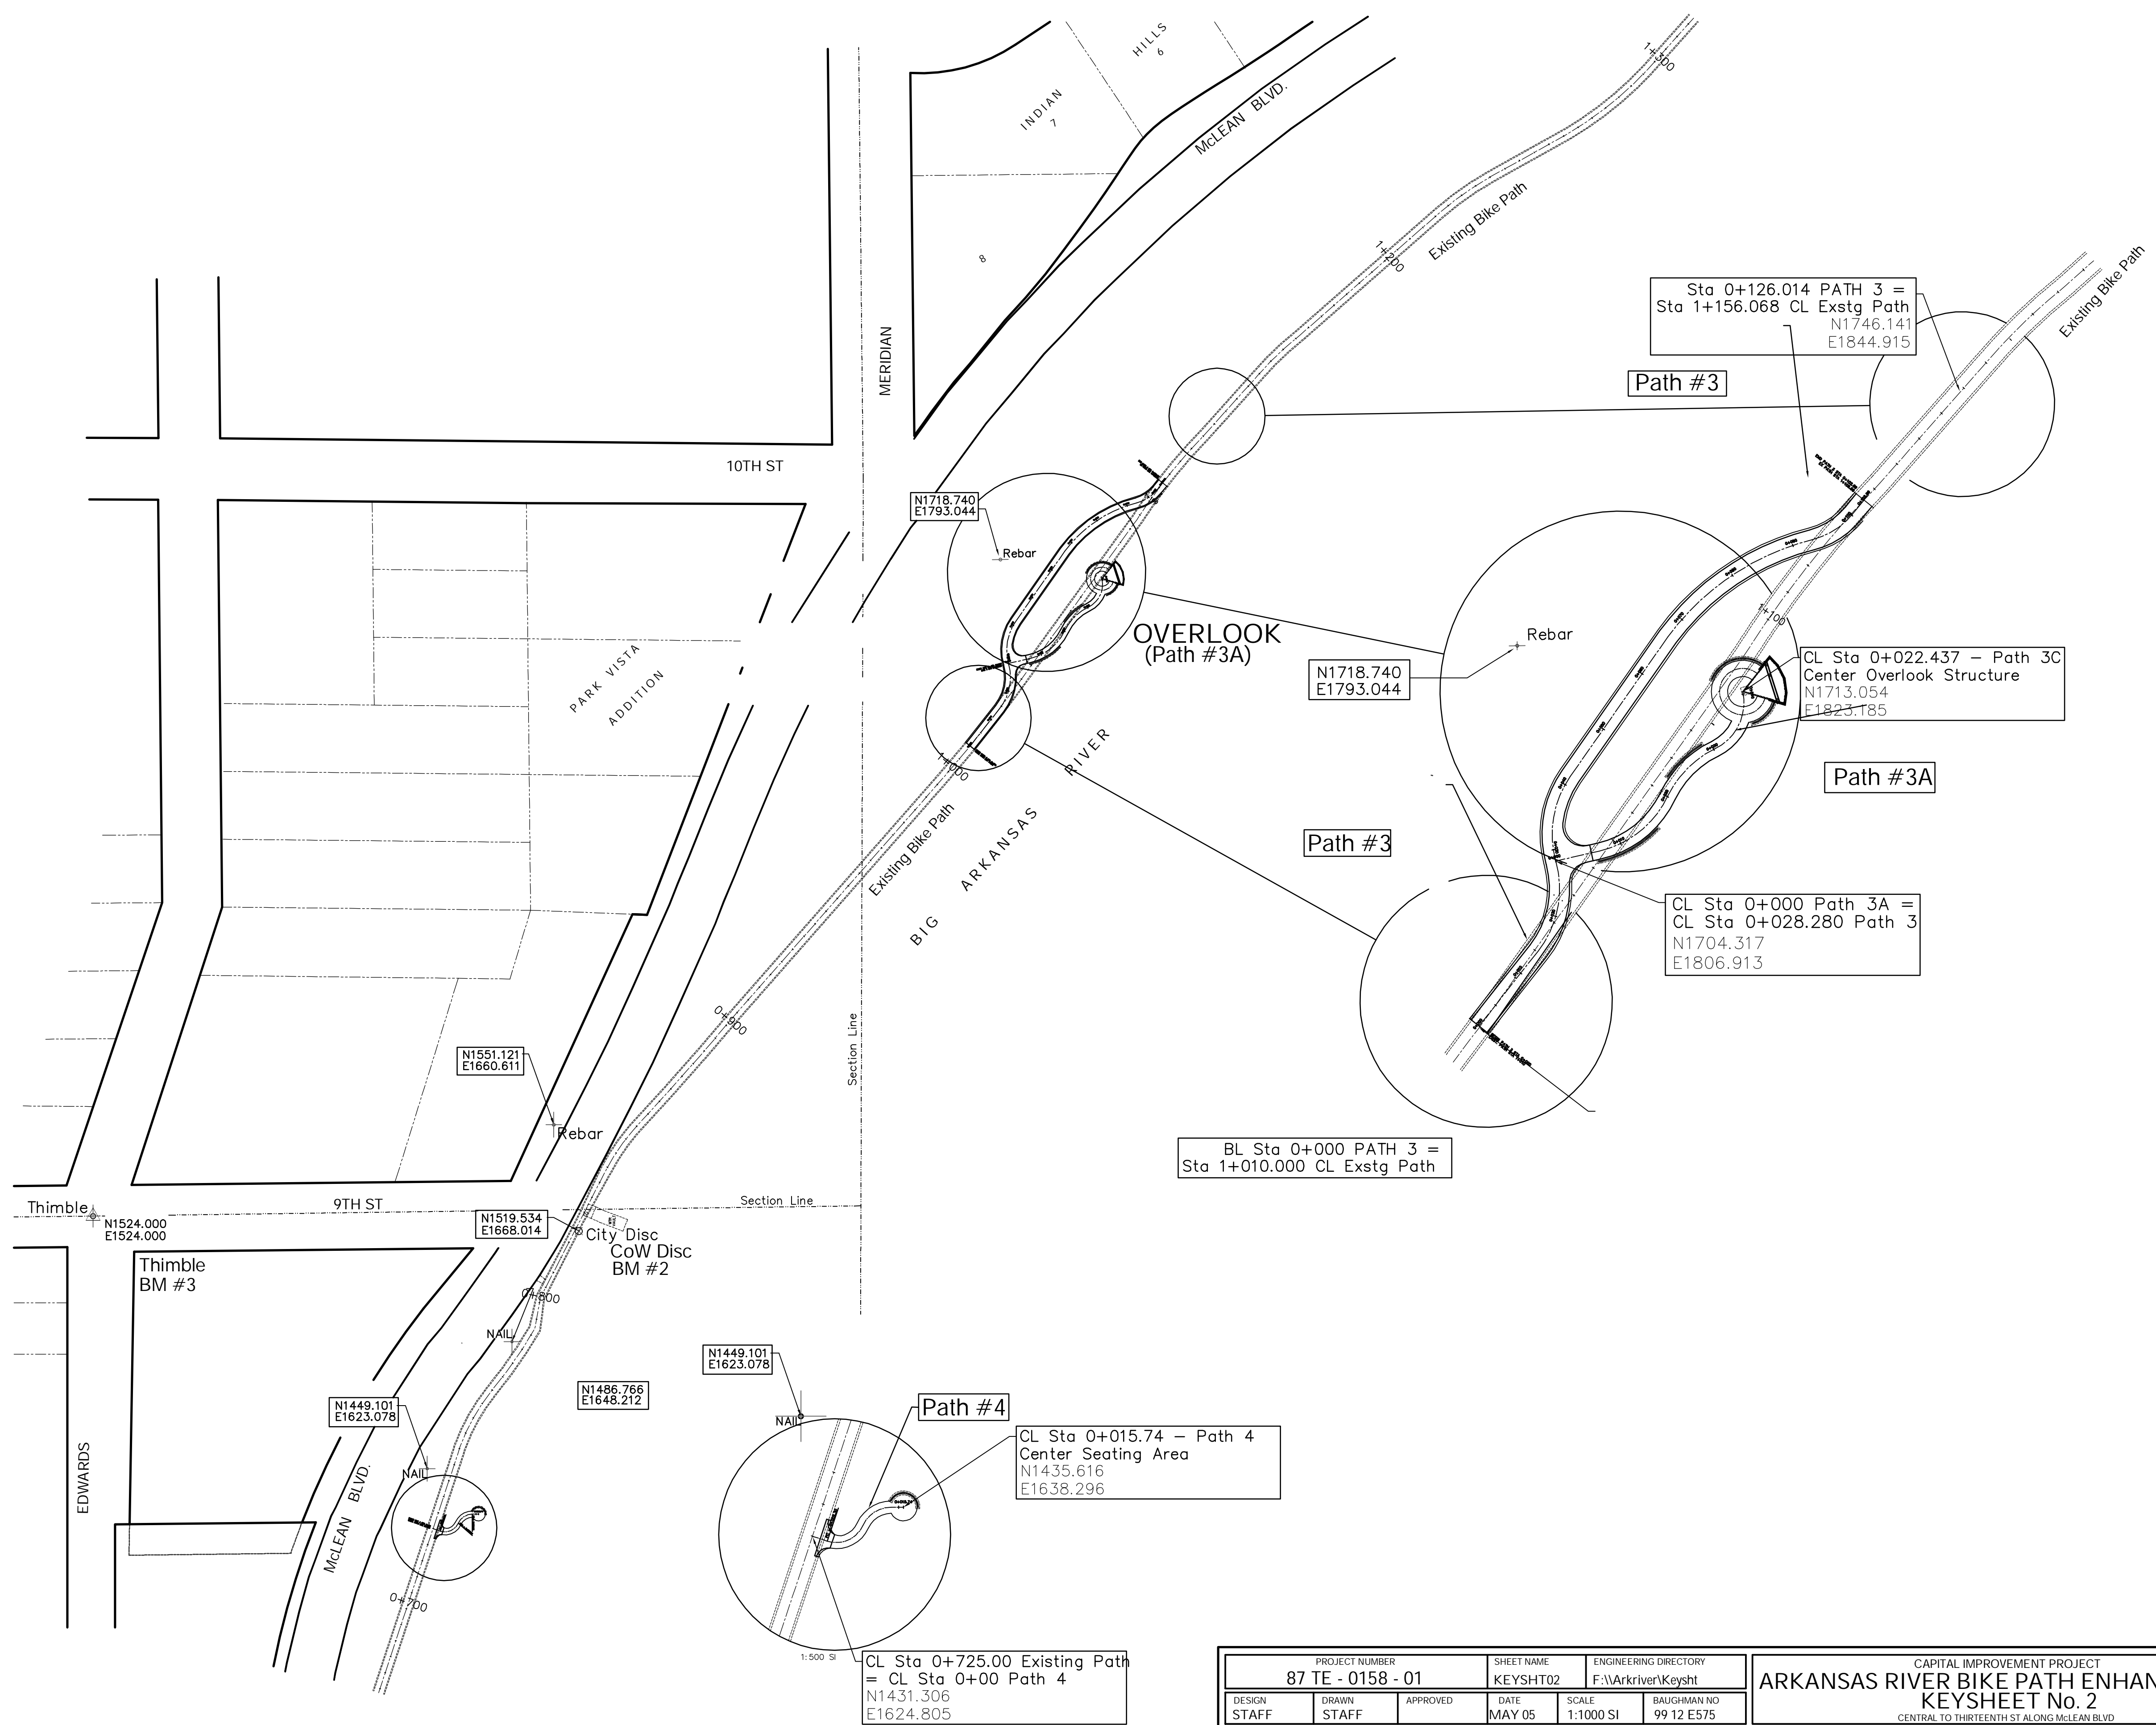 HILLS
6
INDIAN
7
8
McLEAN BLVD.
1+300
Existing Bike Path
1+200
MERIDIAN
10TH ST
Sta 0+126.014 PATH 3 =
Sta 1+156.068 CL Exstg Path
N1746.141
E1844.915
Existing Bike Path
Path #3
N1718.740
E1793.044
Rebar
OVERLOOK
(Path #3A)
N1718.740
E1793.044
Rebar
1+100
CL Sta 0+022.437 – Path 3C
Center Overlook Structure
N1713.054
E1823.185
Path #3A
PARK VISTA
ADDITION
1+000
Existing Bike Path
BIG ARKANSAS RIVER
Path #3
CL Sta 0+000 Path 3A =
CL Sta 0+028.280 Path 3
N1704.317
E1806.913
0+900
Section Line
N1551.121
E1660.611
Rebar
BL Sta 0+000 PATH 3 =
Sta 1+010.000 CL Exstg Path
Thimble
N1524.000
E1524.000
9TH ST
Section Line
N1519.534
E1668.014
City Disc
CoW Disc
BM #2
Thimble
BM #3
0+800
NAIL
N1486.766
E1648.212
N1449.101
E1623.078
NAIL
EDWARDS
McLEAN BLVD.
0+700
N1449.101
E1623.078
NAIL
Path #4
CL Sta 0+015.74 – Path 4
Center Seating Area
N1435.616
E1638.296
1:500 SI
CL Sta 0+725.00 Existing Path
= CL Sta 0+00 Path 4
N1431.306
E1624.805
PROJECT NUMBER
87 TE - 0158 - 01
SHEET NAME
KEYSHT02
ENGINEERING DIRECTORY
F:\\Arkriver\Keysht
DESIGN
STAFF
DRAWN
STAFF
APPROVED
DATE
MAY 05
SCALE
1:1000 SI
BAUGHMAN NO
99 12 E575
CAPITAL IMPROVEMENT PROJECT
ARKANSAS RIVER BIKE PATH ENHAN
KEYSHEET No. 2
CENTRAL TO THIRTEENTH ST ALONG McLEAN BLVD